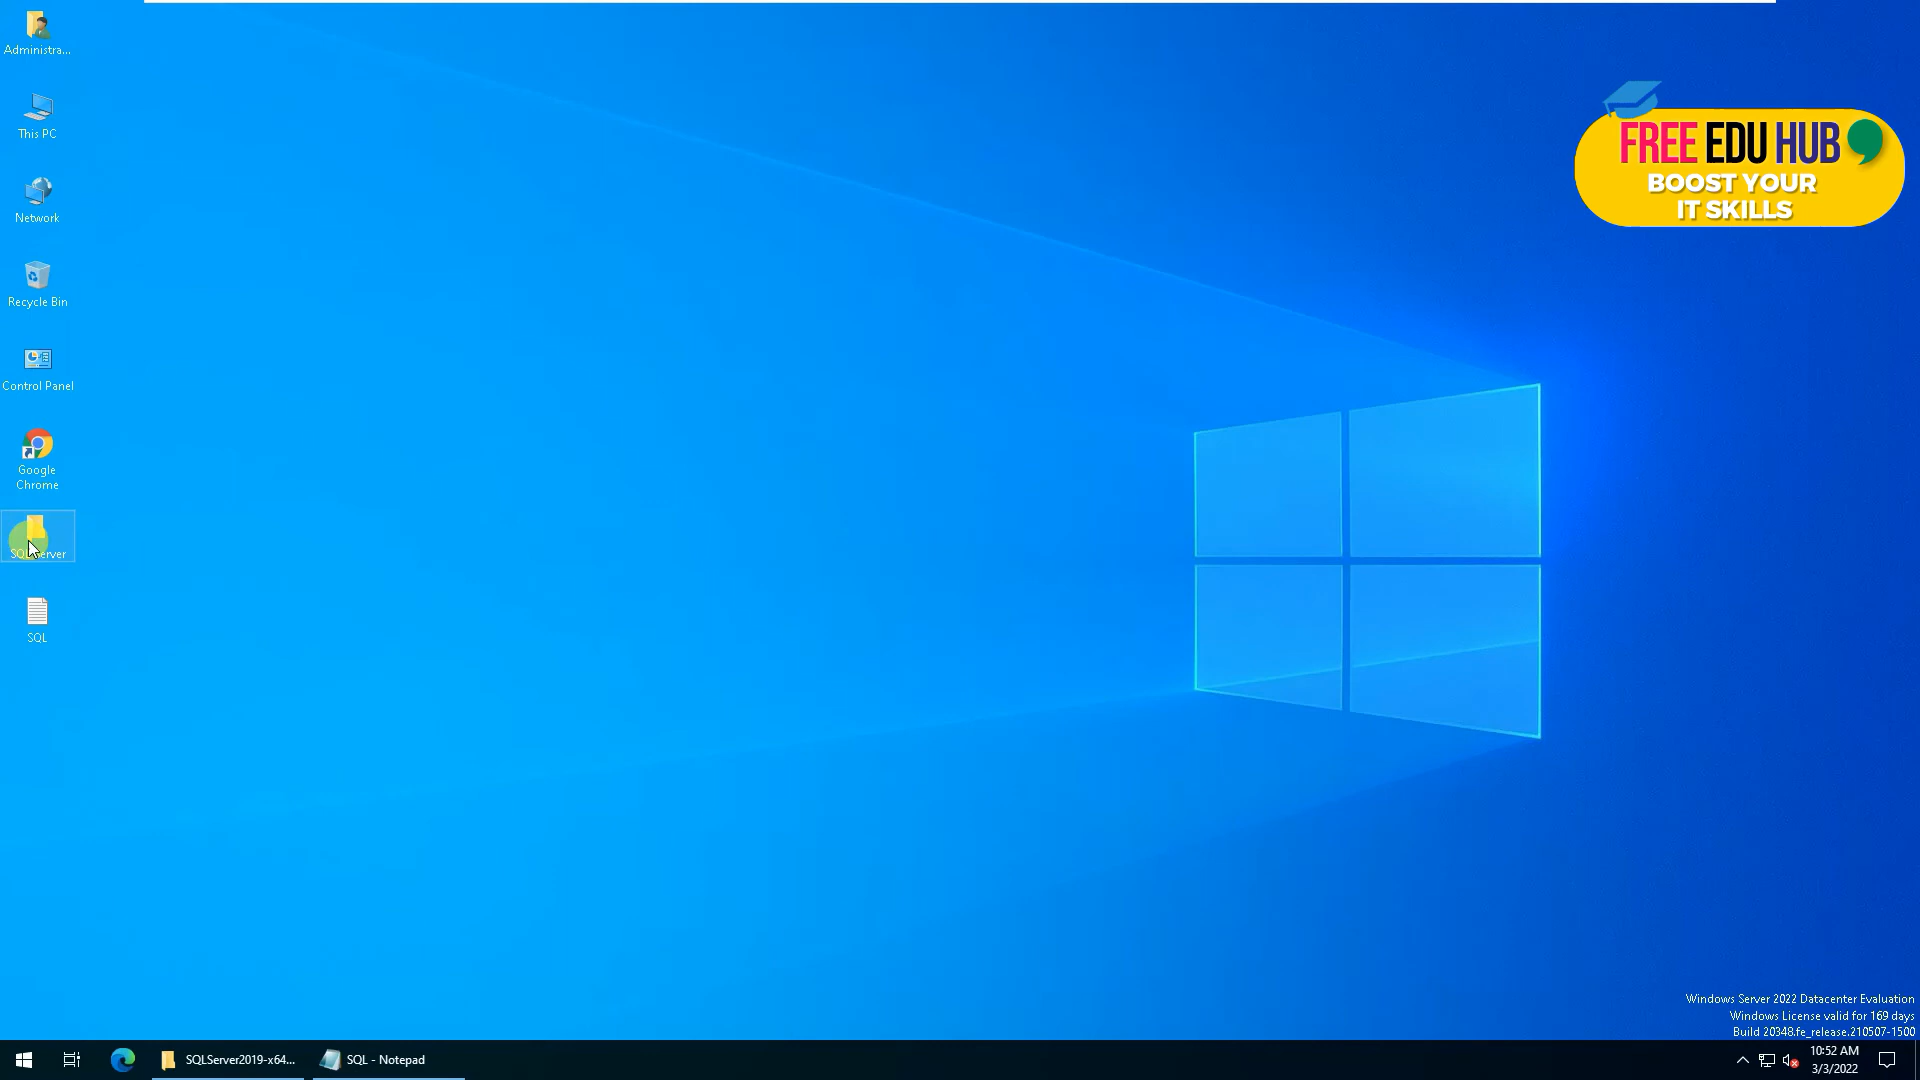 Administra...
This PC
Network
Recycle Bin
Control Panel
Google
Chrome
SQL
FREE EDU HUB
BOOST YOUR
IT SKILLS
Windows Server 2022 Datacenter Evaluation
Windows License valid for 169 days
Build 20348.fe_release.210507-1500
SQLServer2019-x64...
SQL - Notepad
10:52 AM
3/3/2022